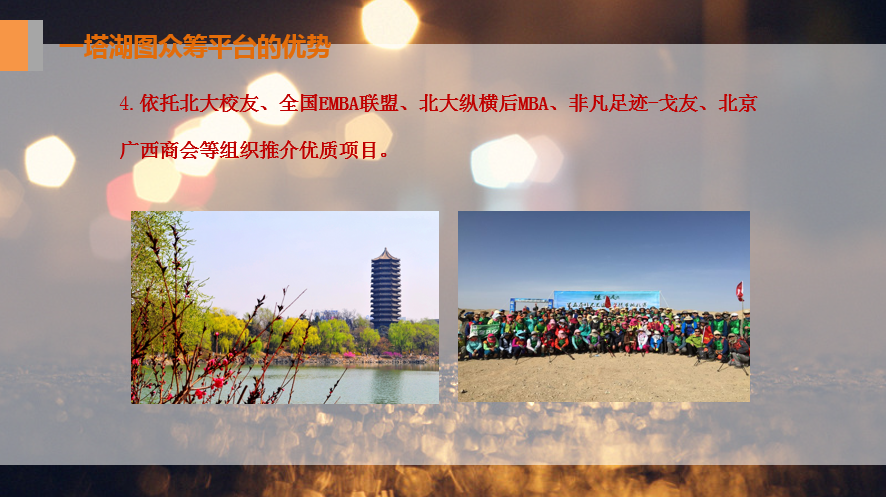 一塔湖图众筹平台的优势
4.依托北大校友、全国EMBA联盟、北大纵横后MBA、非凡足迹-戈友、北京
广西商会等组织推介优质项目。